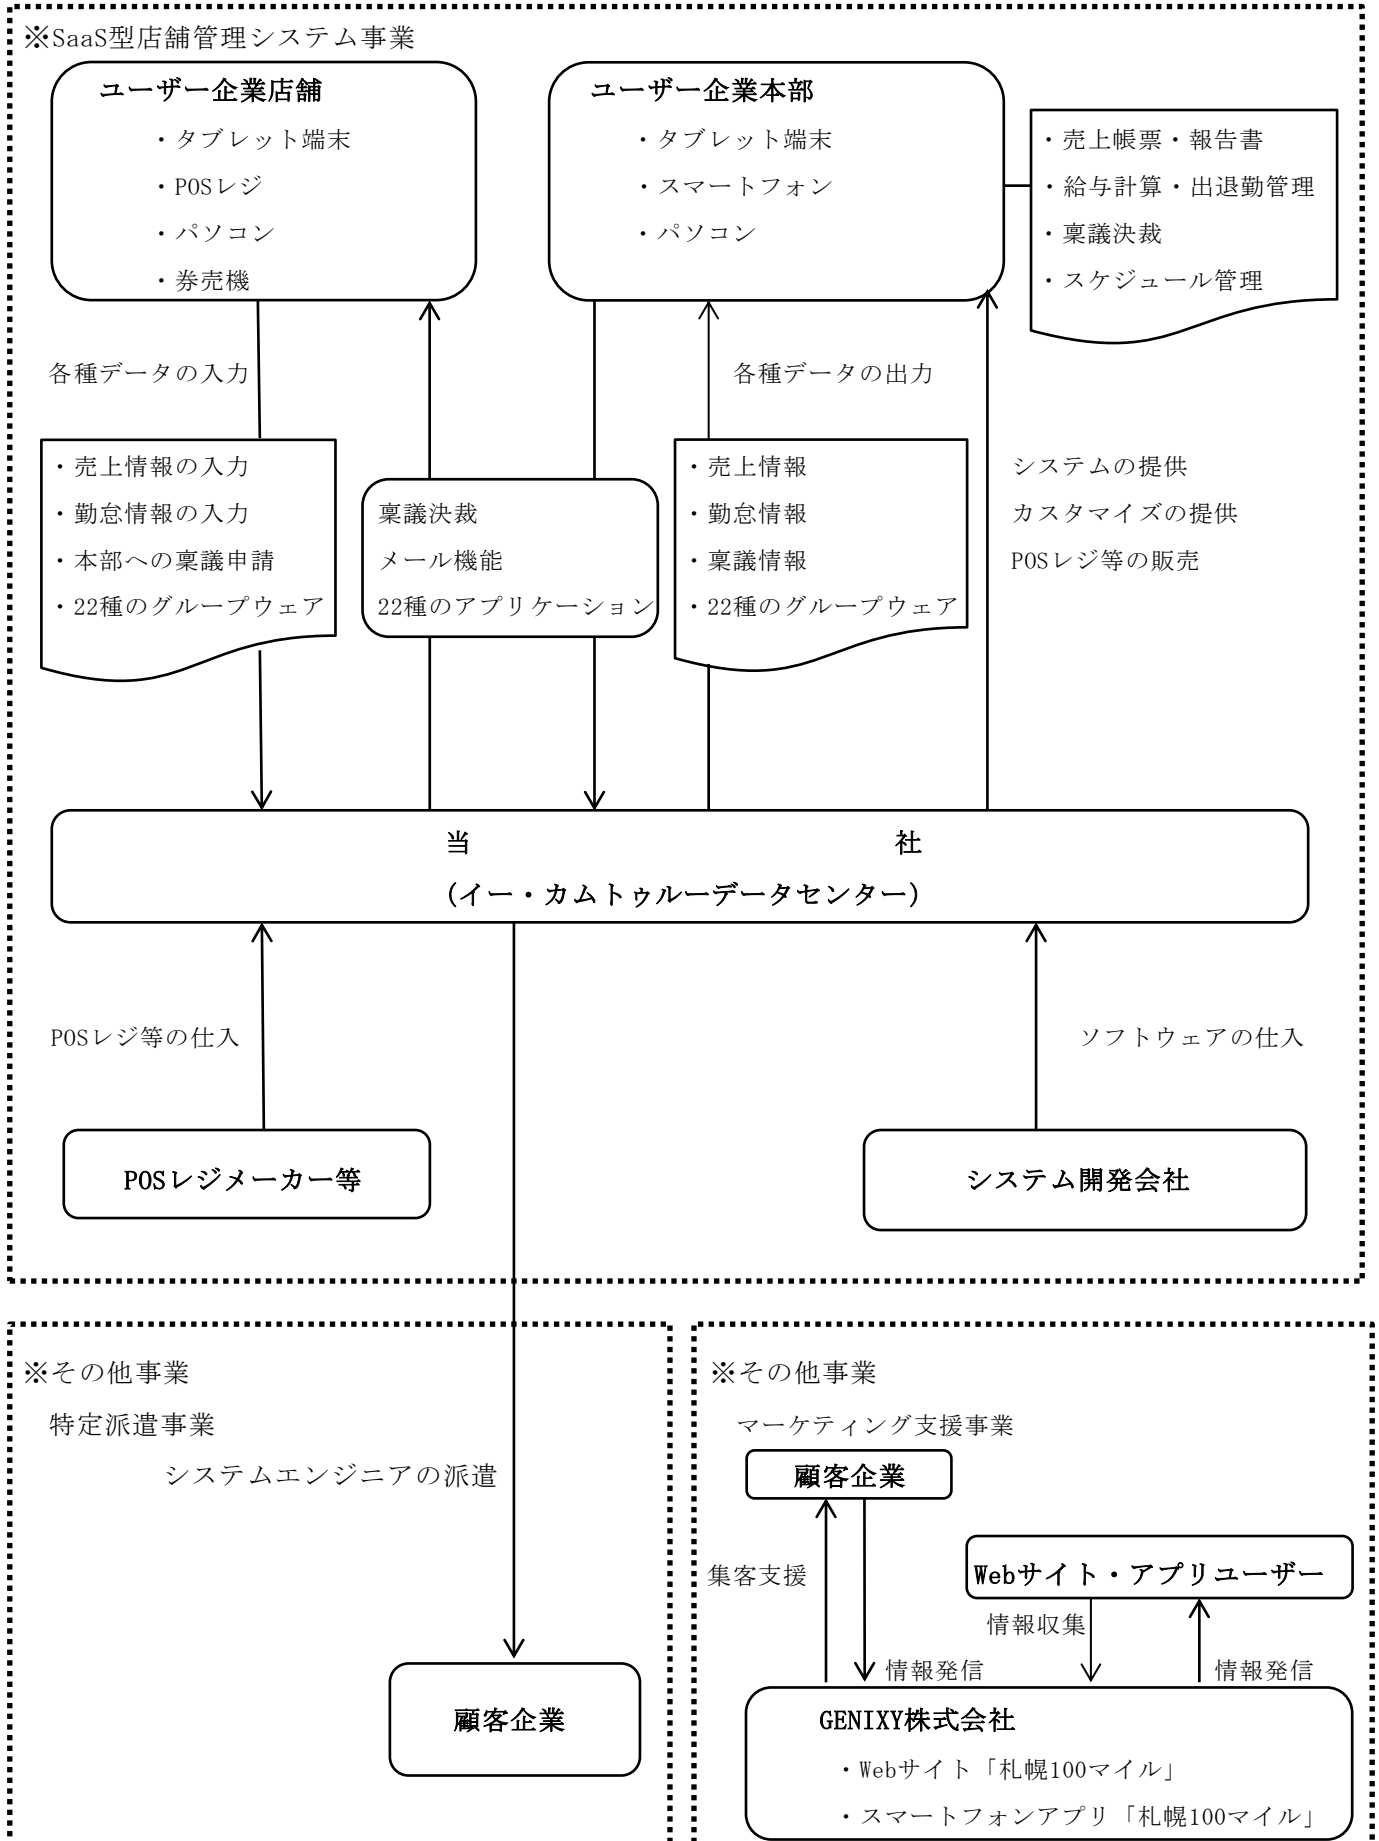 ※SaaS型店舗管理システム事業
ユーザー企業店舗
・タブレット端末
・POSレジ
・パソコン
・券売機
ユーザー企業本部
・タブレット端末
・スマートフォン
・パソコン
・売上帳票・報告書
・給与計算・出退勤管理
・稟議決裁
・スケジュール管理
各種データの入力
各種データの出力
・売上情報の入力
・勤怠情報の入力
・本部への稟議申請
・22種のグループウェア
稟議決裁
メール機能
22種のアプリケーション
・売上情報
・勤怠情報
・稟議情報
・22種のグループウェア
システムの提供
カスタマイズの提供
POSレジ等の販売
当　　社
(イー・カムトゥルーデータセンター)
POSレジ等の仕入
ソフトウェアの仕入
POSレジメーカー等
システム開発会社
※その他事業
特定派遣事業
システムエンジニアの派遣
顧客企業
※その他事業
マーケティング支援事業
顧客企業
集客支援
Webサイト・アプリユーザー
情報収集
情報発信
情報発信
GENIXY株式会社
・Webサイト「札幌100マイル」
・スマートフォンアプリ「札幌100マイル」